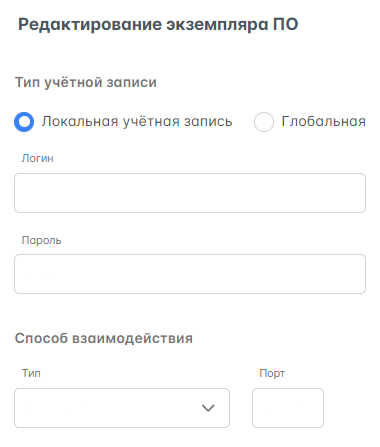 Редактирование экземпляра ПО
Тип учётной записи
Локальная учётная запись Глобальная
Логин
Пароль
Способ взаимодействия
Тип Порт